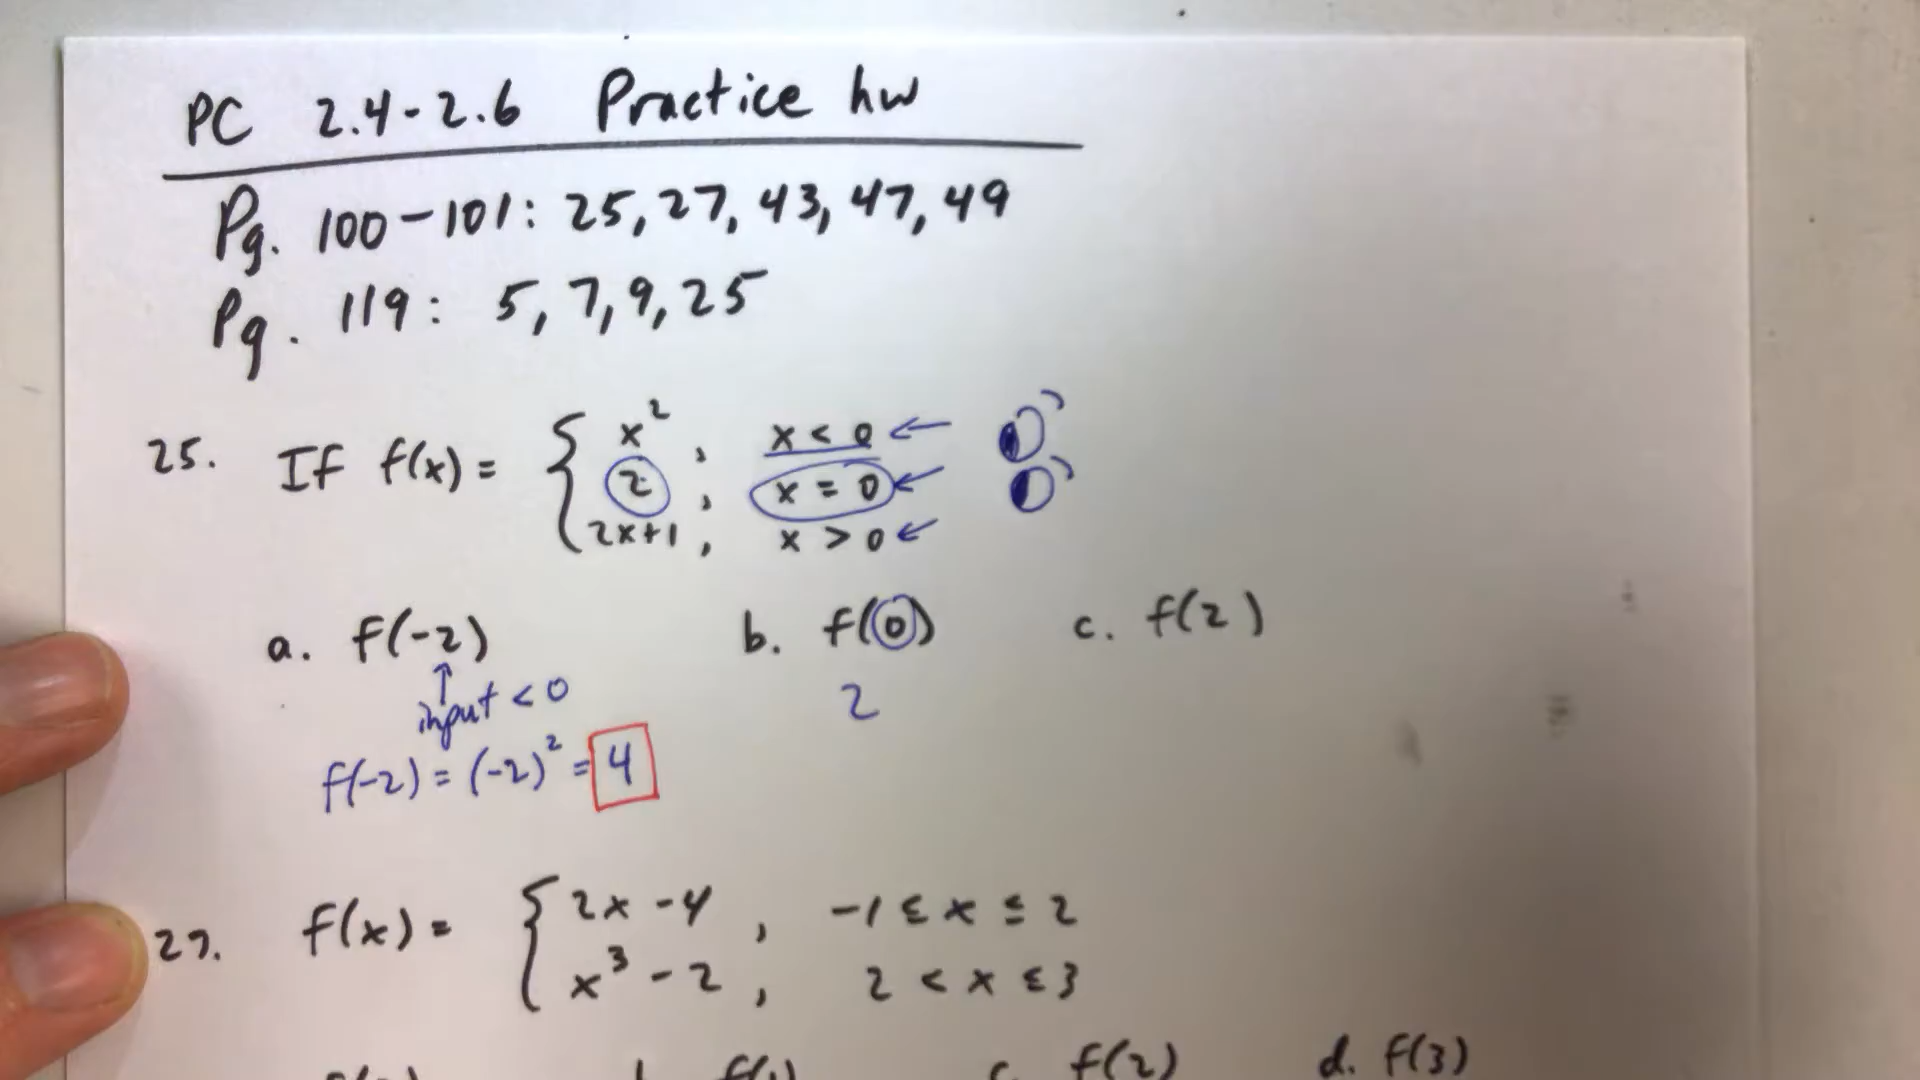 PC 2.4-2.6 Practice hw
Pg. 100-101: 25, 27, 43, 47, 49
Pg. 119: 5, 7, 9, 25
25. If f(x) = { x², x < 0 ←
2, x = 0 ←
2x+1, x > 0 ←
a. f(-2) b. f(0) c. f(2)
↑
input < 0 2
f(-2) = (-2)² = 4
27. f(x) = { 2x - 4, -1 ≤ x ≤ 2
x³ - 2, 2 < x ≤ 3
c. f(2) d. f(3)